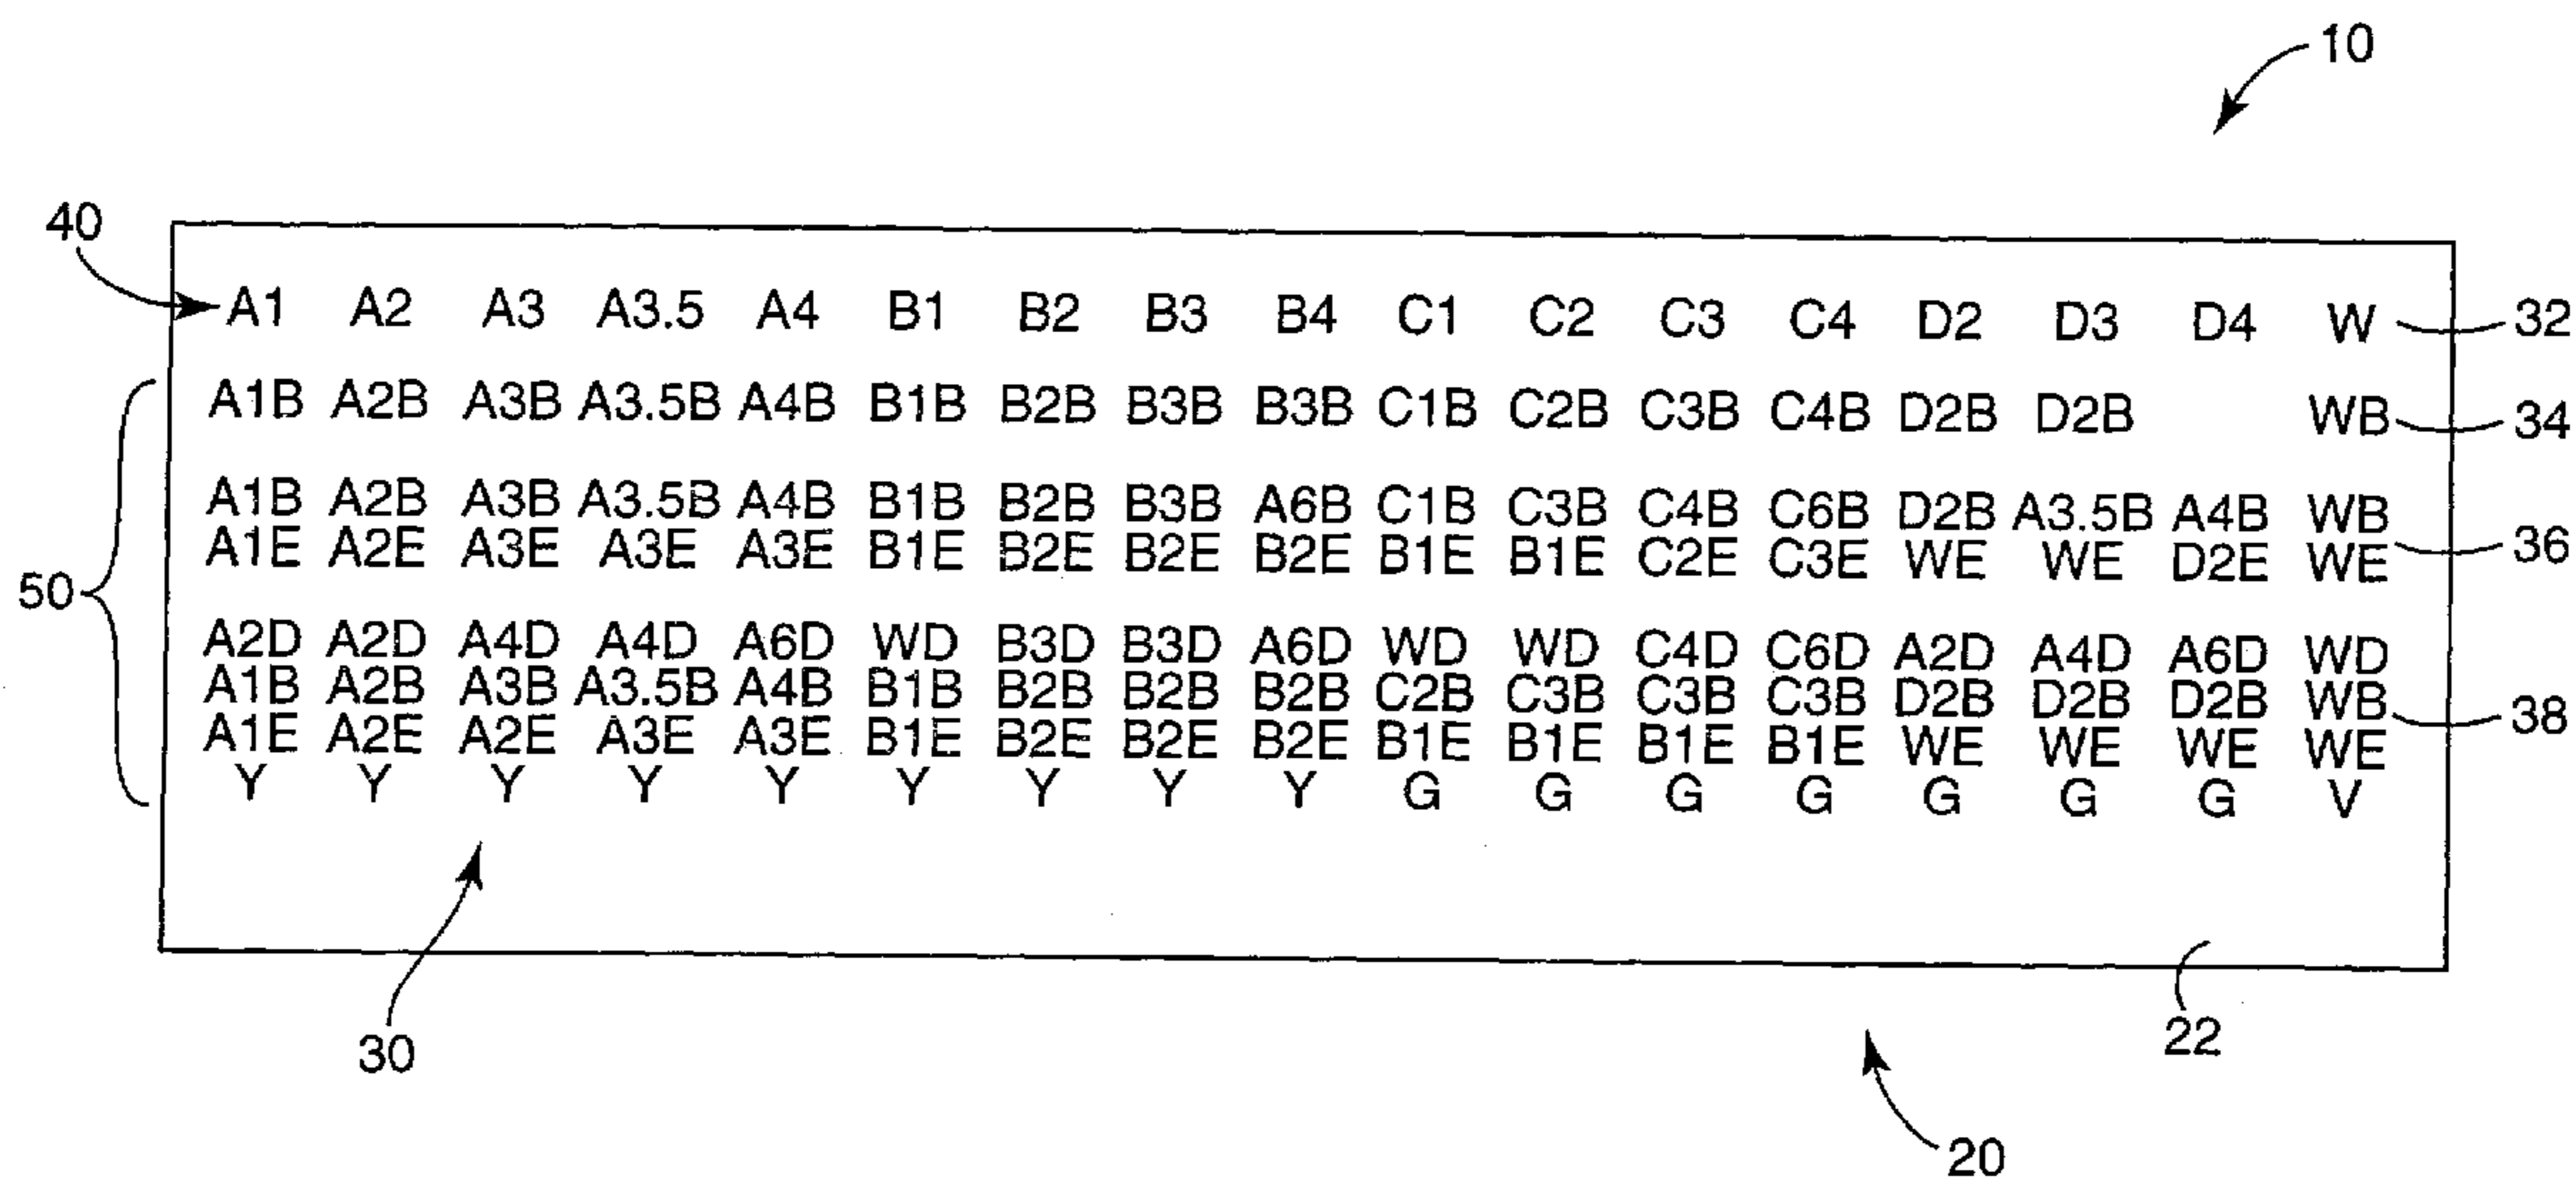 10
40
A1 A2 A3 A3.5 A4 B1 B2 B3 B4 C1 C2 C3 C4 D2 D3 D4 W 32
A1B A2B A3B A3.5B A4B B1B B2B B3B B3B C1B C2B C3B C4B D2B D2B WB 34
A1B A2B A3B A3.5B A4B B1B B2B B3B A6B C1B C3B C4B C6B D2B A3.5B A4B WB
A1E A2E A3E A3E A3E B1E B2E B2E B2E B1E B1E C2E C3E WE WE D2E WE
36
50
A2D A2D A4D A4D A6D WD B3D B3D A6D WD WD C4D C6D A2D A4D A6D WD
A1B A2B A3B A3.5B A4B B1B B2B B2B B2B C2B C3B C3B C3B D2B D2B D2B WB
38
A1E A2E A2E A3E A3E B1E B2E B2E B2E B1E B1E B1E B1E WE WE WE WE
Y Y Y Y Y Y Y Y Y G G G G G G G V
30
22
20